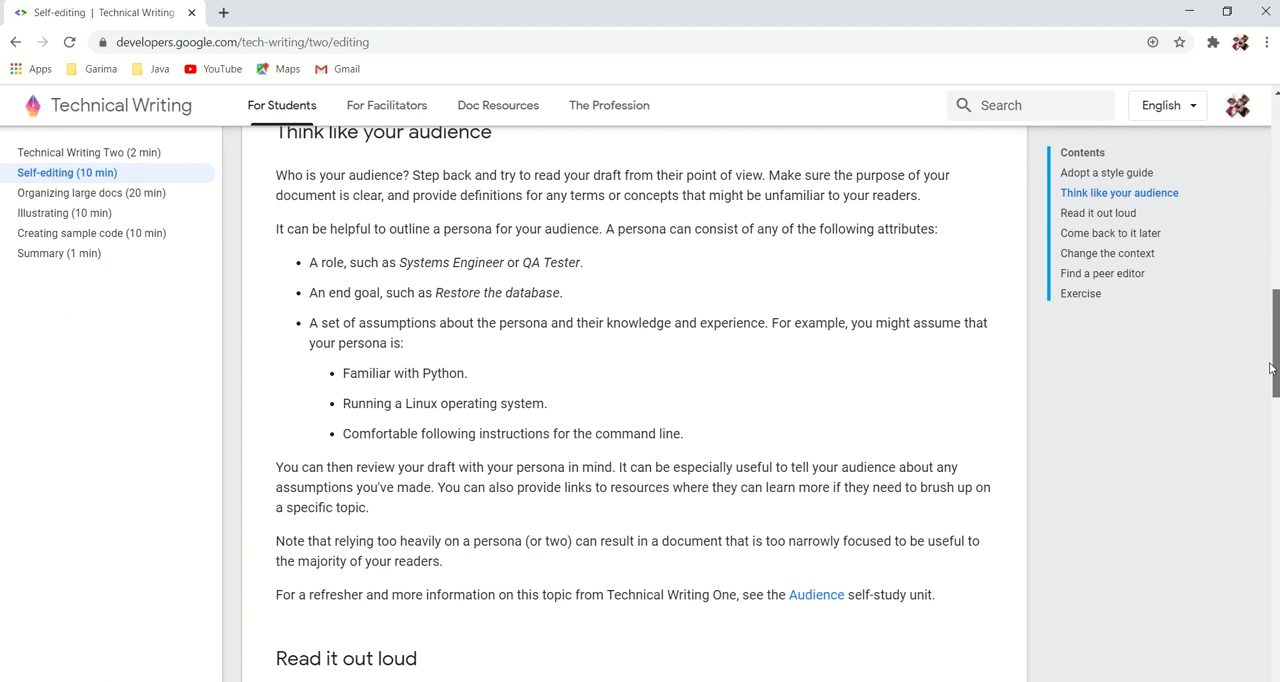 Self-editing | Technical Writing
developers.google.com/tech-writing/two/editing
Apps Garima Java YouTube Maps Gmail
Technical Writing For Students For Facilitators Doc Resources The Profession Search English
Technical Writing Two (2 min)
Self-editing (10 min)
Organizing large docs (20 min)
Illustrating (10 min)
Creating sample code (10 min)
Summary (1 min)
Think like your audience
Who is your audience? Step back and try to read your draft from their point of view. Make sure the purpose of your
document is clear, and provide definitions for any terms or concepts that might be unfamiliar to your readers.
It can be helpful to outline a persona for your audience. A persona can consist of any of the following attributes:
• A role, such as Systems Engineer or QA Tester.
• An end goal, such as Restore the database.
• A set of assumptions about the persona and their knowledge and experience. For example, you might assume that
your persona is:
• Familiar with Python.
• Running a Linux operating system.
• Comfortable following instructions for the command line.
You can then review your draft with your persona in mind. It can be especially useful to tell your audience about any
assumptions you've made. You can also provide links to resources where they can learn more if they need to brush up on
a specific topic.
Note that relying too heavily on a persona (or two) can result in a document that is too narrowly focused to be useful to
the majority of your readers.
For a refresher and more information on this topic from Technical Writing One, see the Audience self-study unit.
Read it out loud
Contents
Adopt a style guide
Think like your audience
Read it out loud
Come back to it later
Change the context
Find a peer editor
Exercise